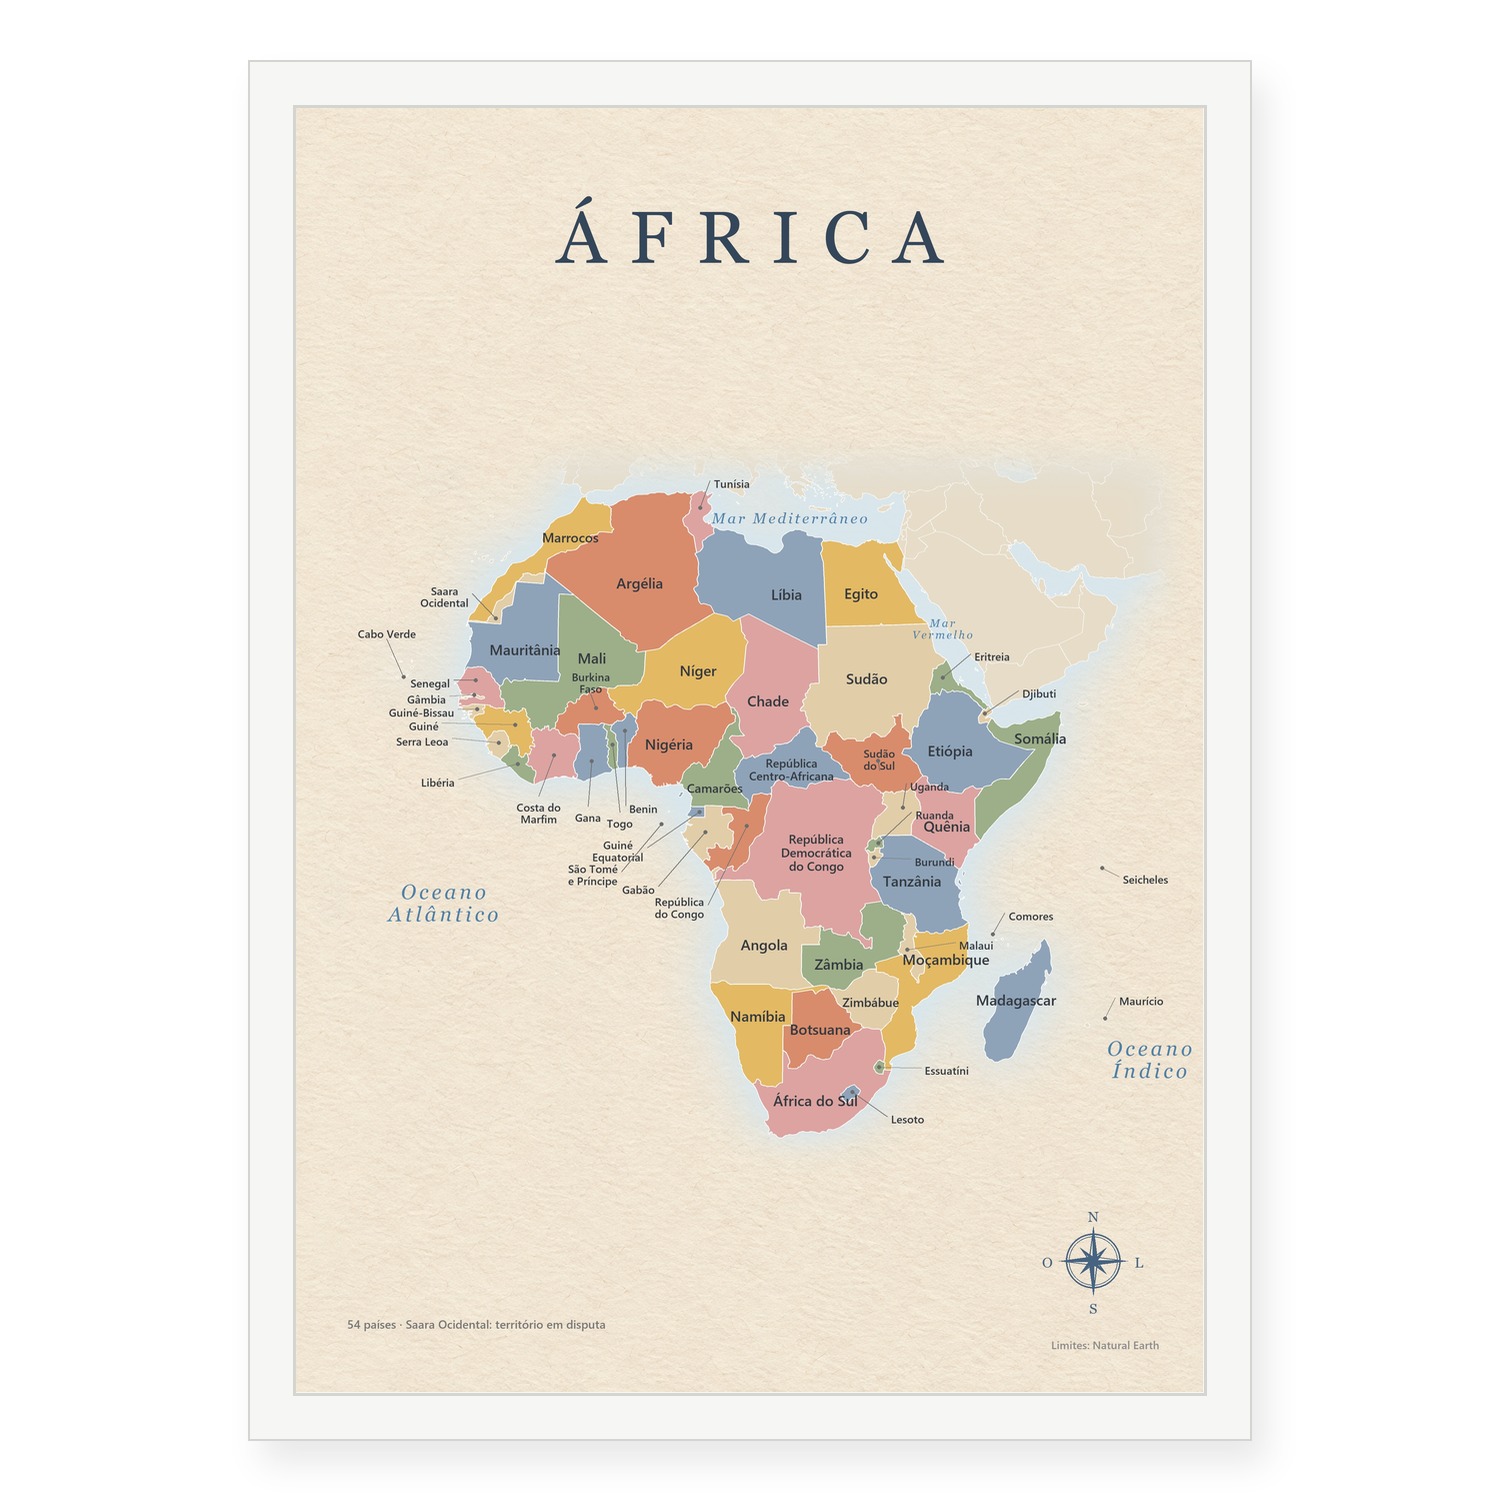 ÁFRICA
Tunísia
Mar Mediterrâneo
Marrocos
Argélia
Líbia
Egito
Saara
Ocidental
Mar
Vermelho
Cabo Verde
Mauritânia
Mali
Níger
Chade
Sudão
Eritreia
Burkina
Faso
Senegal
Gâmbia
Guiné-Bissau
Guiné
Serra Leoa
Libéria
Djibuti
Somália
Etiópia
Nigéria
Sudão
do Sul
República
Centro-Africana
Camarões
Uganda
Costa do
Marfim
Gana
Togo
Benin
Ruanda
Quênia
Guiné
Equatorial
São Tomé
e Príncipe
Gabão
República
do Congo
República
Democrática
do Congo
Burundi
Tanzânia
Seicheles
Oceano
Atlântico
Comores
Angola
Zâmbia
Malaui
Moçambique
Madagascar
Maurício
Zimbábue
Namíbia
Botsuana
Oceano
Índico
Essuatíni
África do Sul
Lesoto
N
O
L
S
54 países · Saara Ocidental: território em disputa
Limites: Natural Earth